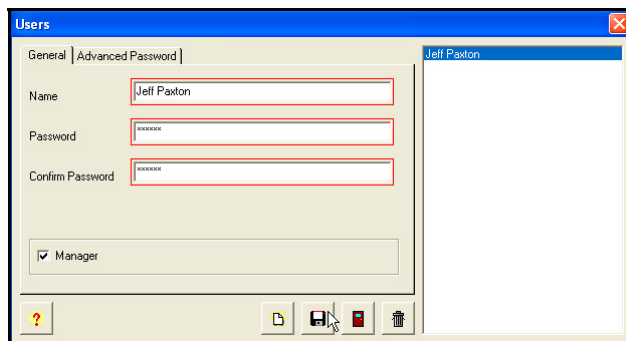 Users
General
Advanced Password
Jeff Paxton
Name
Jeff Paxton
Password
××××××
Confirm Password
××××××
Manager
?